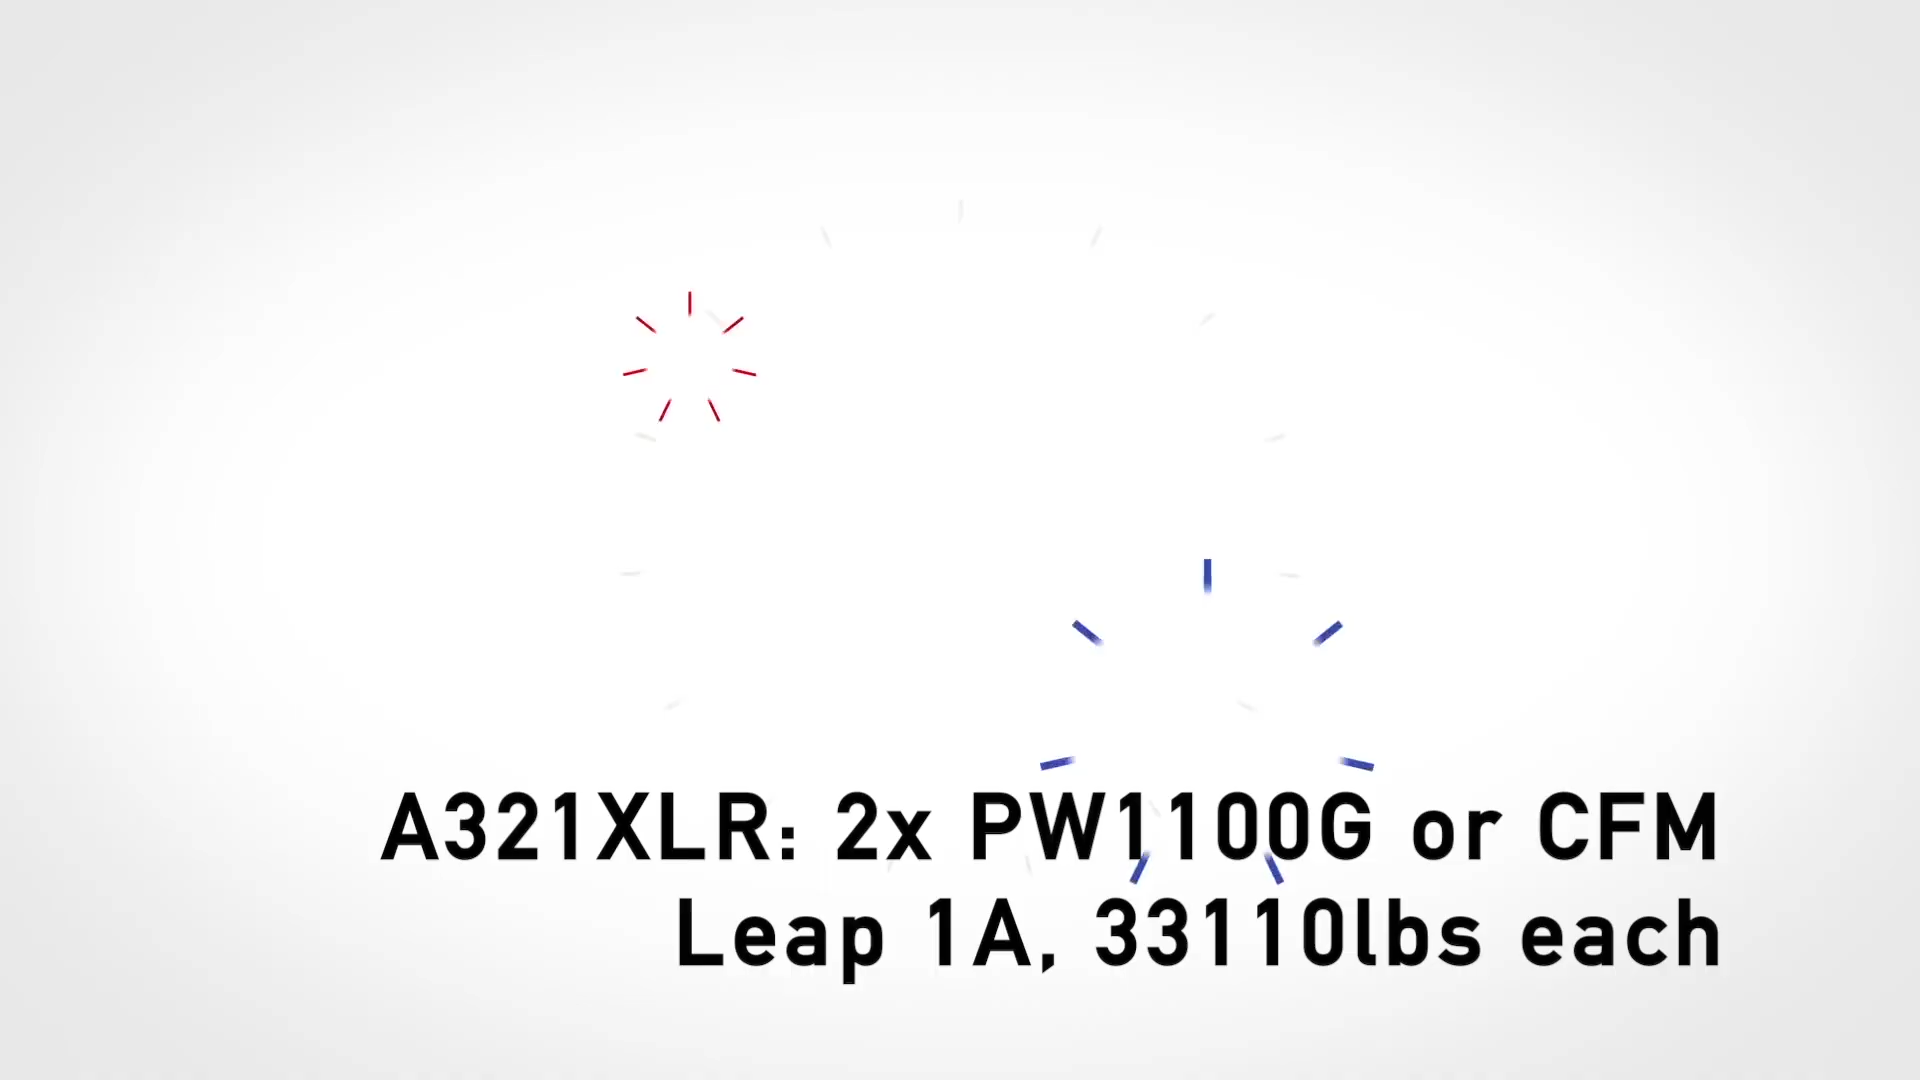 A321XLR: 2x PW1100G or CFM
Leap 1A, 33110lbs each